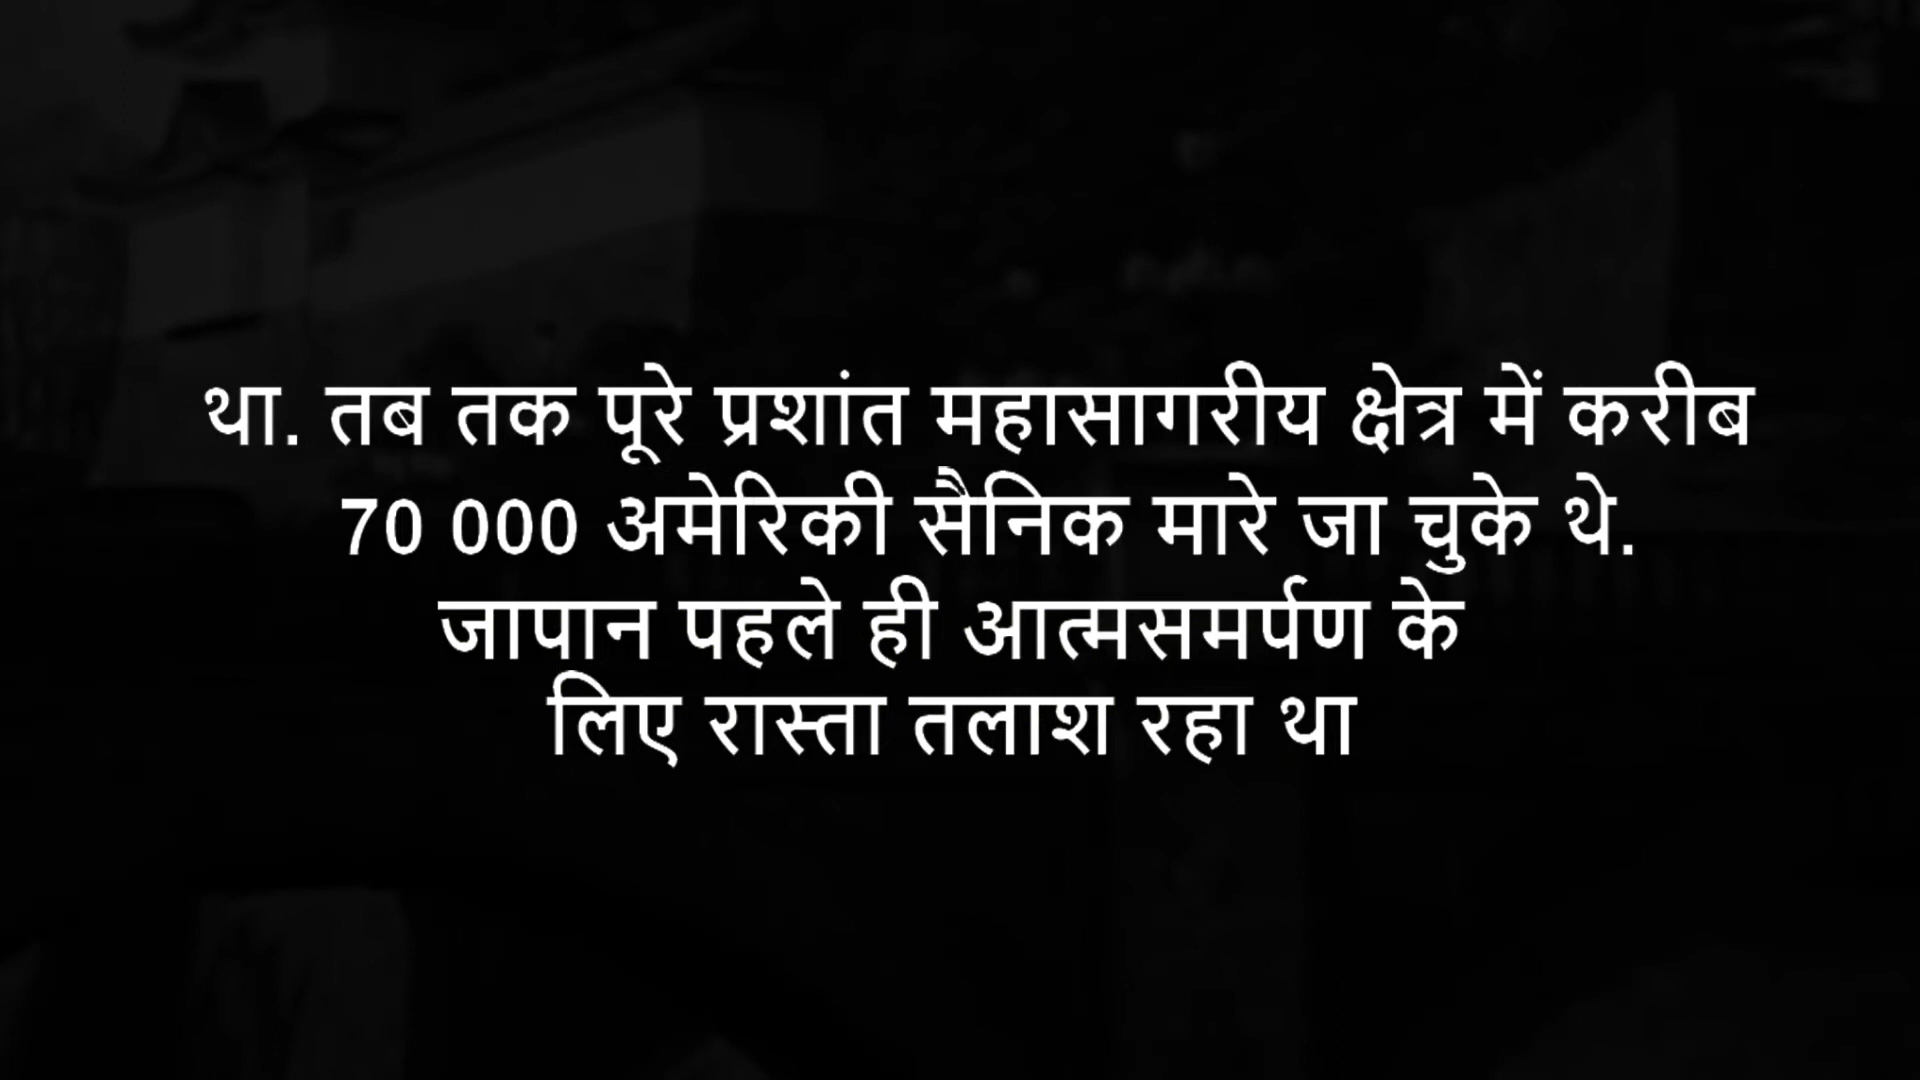 था. तब तक पूरे प्रशांत महासागरीय क्षेत्र में करीब
70 000 अमेरिकी सैनिक मारे जा चुके थे.
जापान पहले ही आत्मसमर्पण के
लिए रास्ता तलाश रहा था